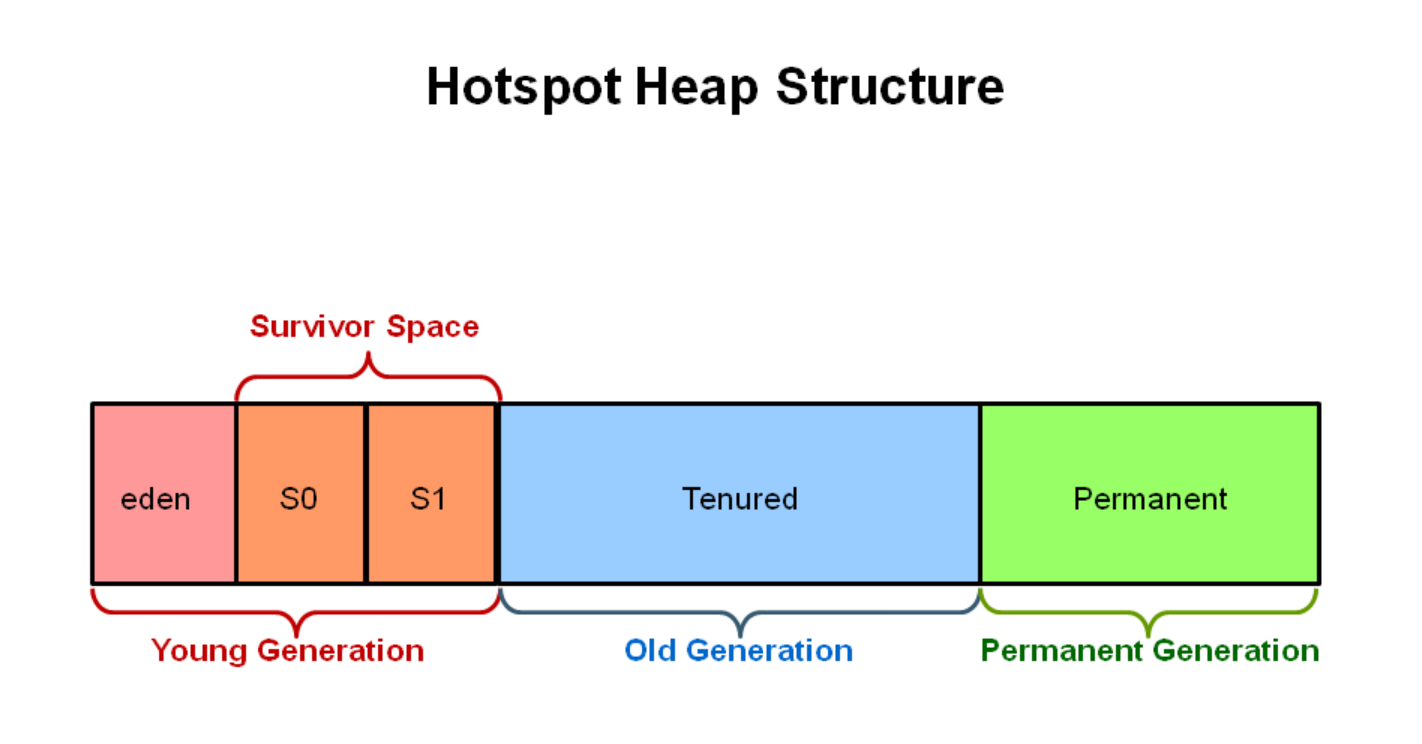 Hotspot Heap Structure
Survivor Space
eden
S0
S1
Tenured
Permanent
Young Generation
Old Generation
Permanent Generation